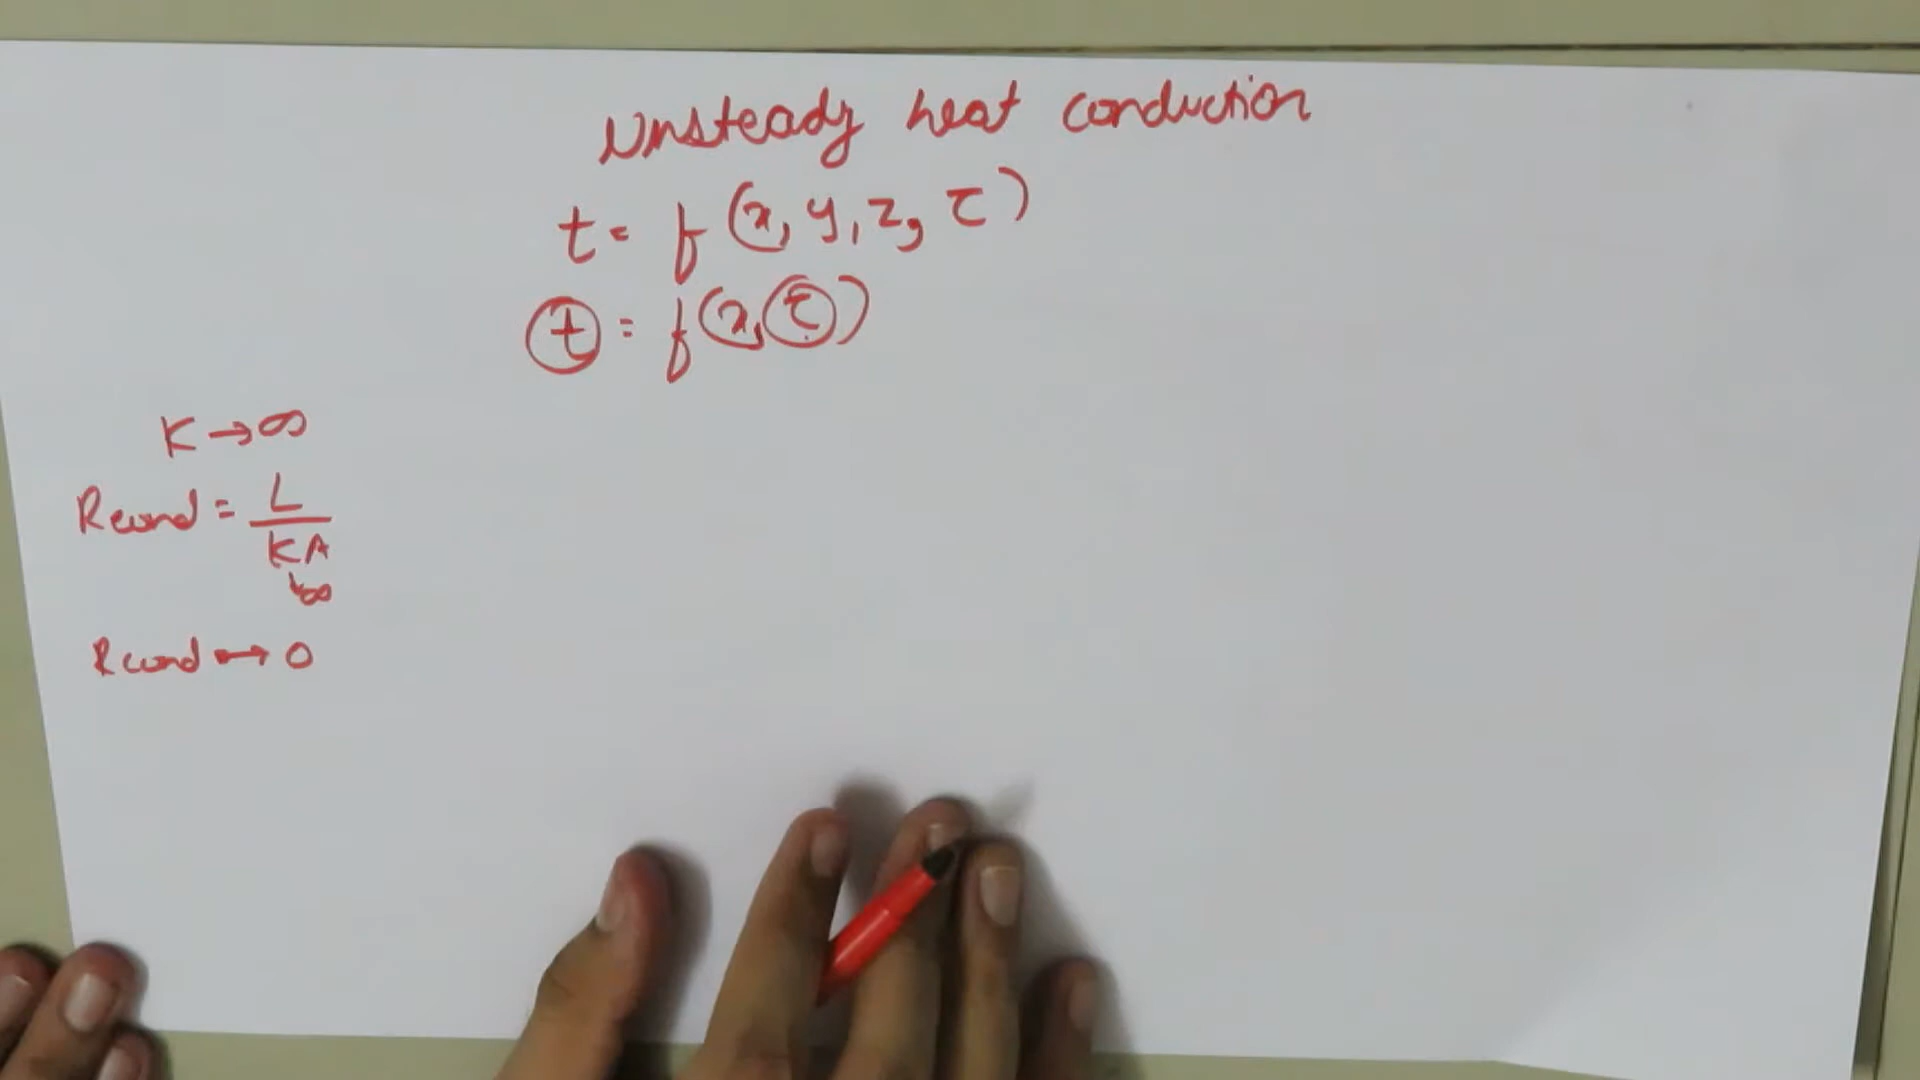 Unsteady heat conduction
t = f (x, y, z, τ)
t = f(x, τ)
K → ∞
Rcond = L / KA
∞
Rcond → 0